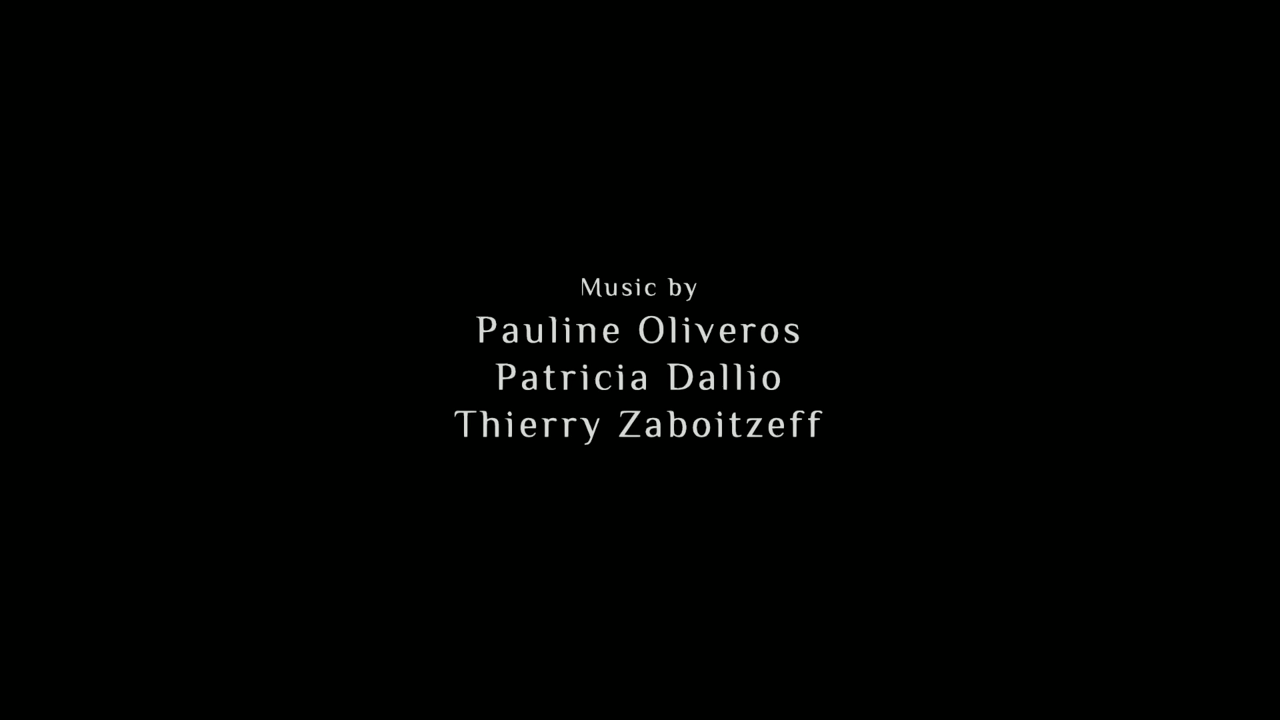 Music by
Pauline Oliveros
Patricia Dallio
Thierry Zaboitzeff